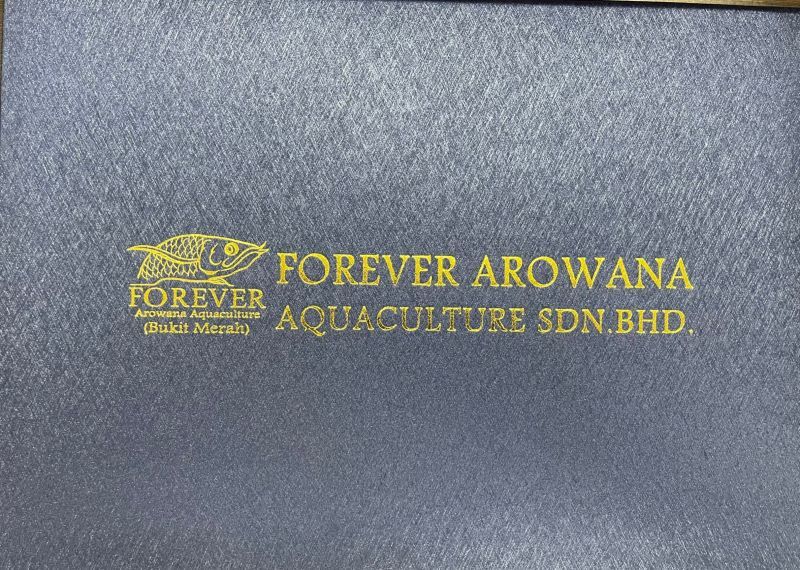 FOREVER
Arowana Aquaculture
(Bukit Merah)
FOREVER AROWANA
AQUACULTURE SDN.BHD.